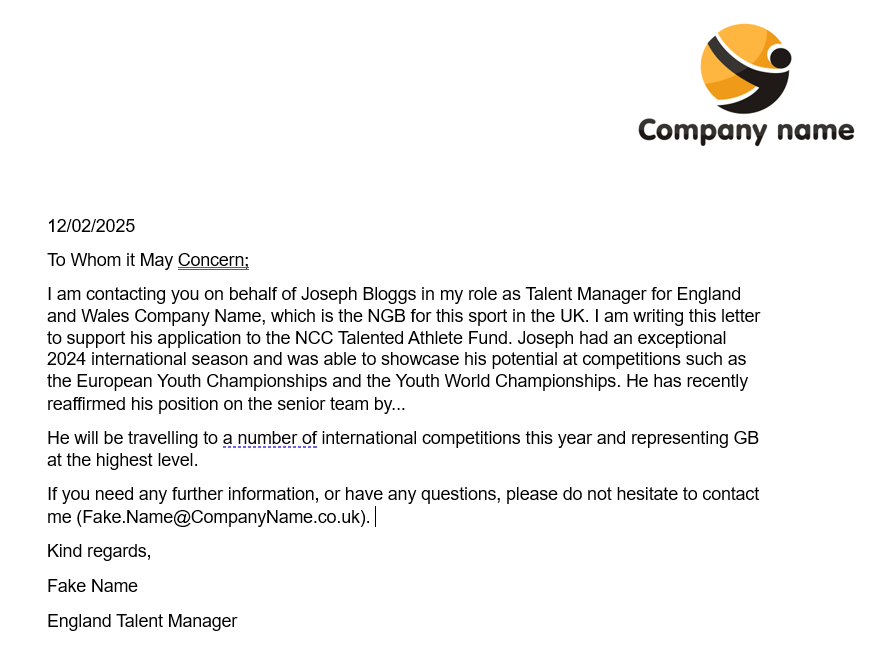 Company name
12/02/2025
To Whom it May Concern;
I am contacting you on behalf of Joseph Bloggs in my role as Talent Manager for England
and Wales Company Name, which is the NGB for this sport in the UK. I am writing this letter
to support his application to the NCC Talented Athlete Fund. Joseph had an exceptional
2024 international season and was able to showcase his potential at competitions such as
the European Youth Championships and the Youth World Championships. He has recently
reaffirmed his position on the senior team by...
He will be travelling to a number of international competitions this year and representing GB
at the highest level.
If you need any further information, or have any questions, please do not hesitate to contact
me (Fake.Name@CompanyName.co.uk).
Kind regards,
Fake Name
England Talent Manager